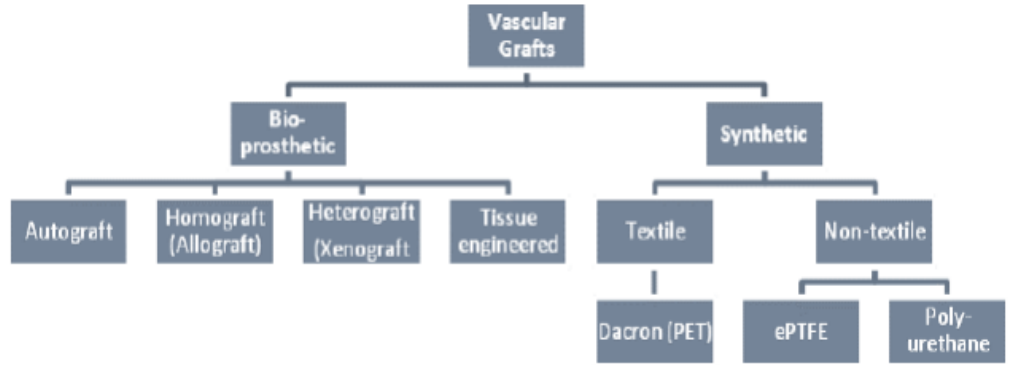 Vascular
Grafts
Bio-
prosthetic
Synthetic
Autograft
Homograft
(Allograft)
Heterograft
(Xenograft
Tissue
engineered
Textile
Non-textile
Dacron (PET)
ePTFE
Poly-
urethane